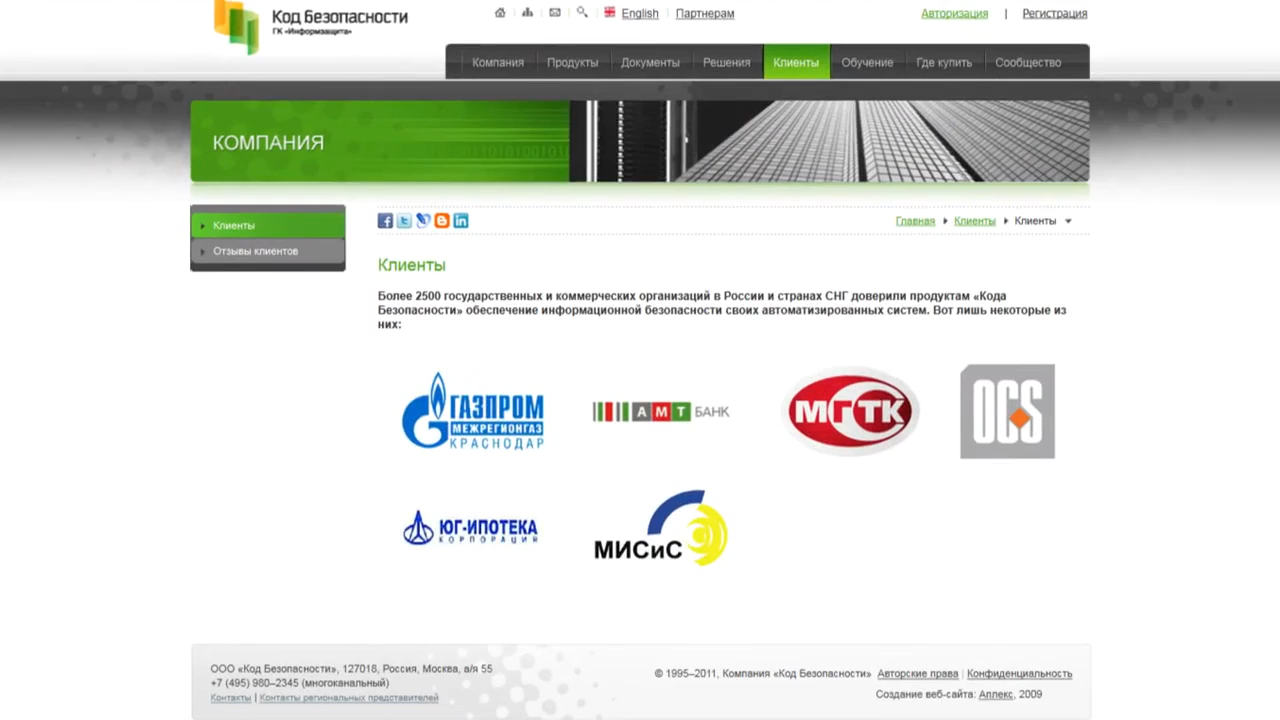 Код Безопасности
ГК «Информзащита»
English
Партнерам
Авторизация | Регистрация
Компания Продукты Документы Решения Клиенты Обучение Где купить Сообщество
КОМПАНИЯ
Клиенты
Отзывы клиентов
Главная Клиенты Клиенты
Клиенты
Более 2500 государственных и коммерческих организаций в России и странах СНГ доверили продуктам «Кода
Безопасности» обеспечение информационной безопасности своих автоматизированных систем. Вот лишь некоторые из
них:
ГАЗПРОМ
МЕЖРЕГИОНГАЗ
КРАСНОДАР
АМТ БАНК
МГТК
OCS
ЮГ-ИПОТЕКА
КОРПОРАЦИЯ
МИСиС
ООО «Код Безопасности», 127018, Россия, Москва, а/я 55
+7 (495) 980–2345 (многоканальный)
Контакты | Контакты региональных представителей
© 1995–2011, Компания «Код Безопасности» Авторские права | Конфиденциальность
Создание веб-сайта: Аплекс, 2009